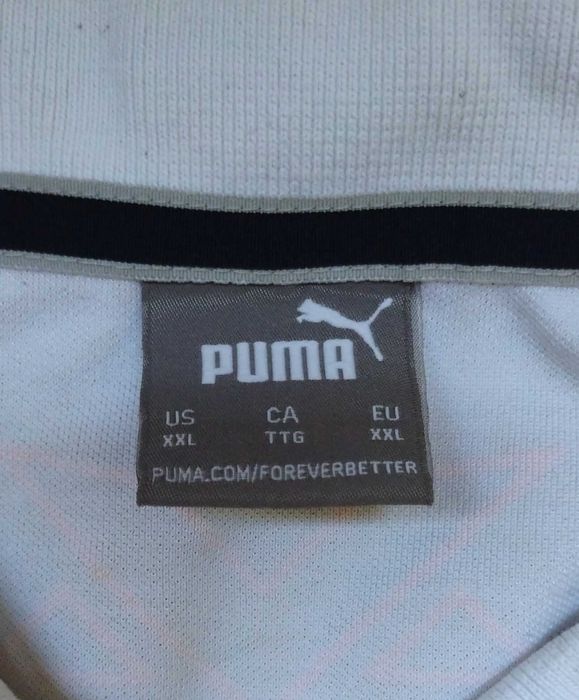 PUMA
US CA EU
XXL TTG XXL
PUMA.COM/FOREVERBETTER